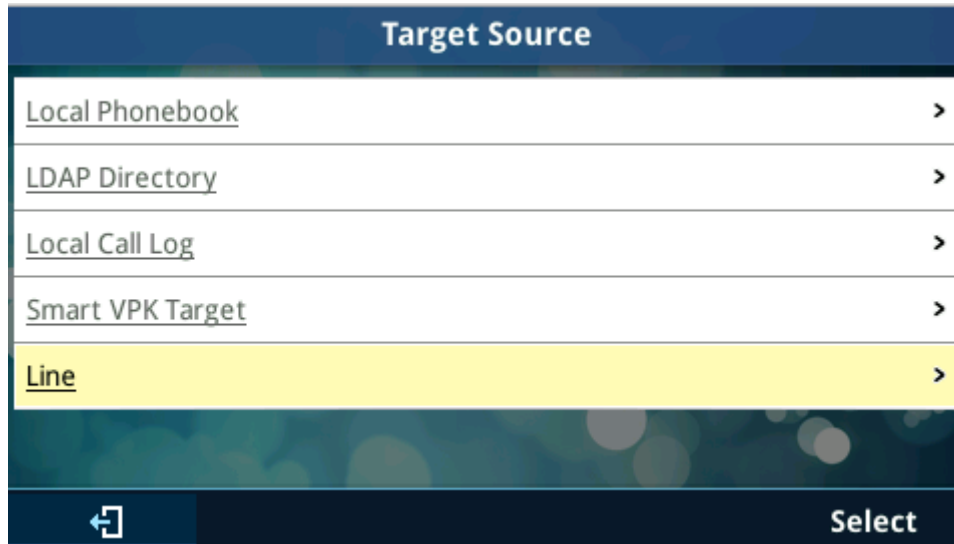 Target Source
Local Phonebook
LDAP Directory
Local Call Log
Smart VPK Target
Line
Select